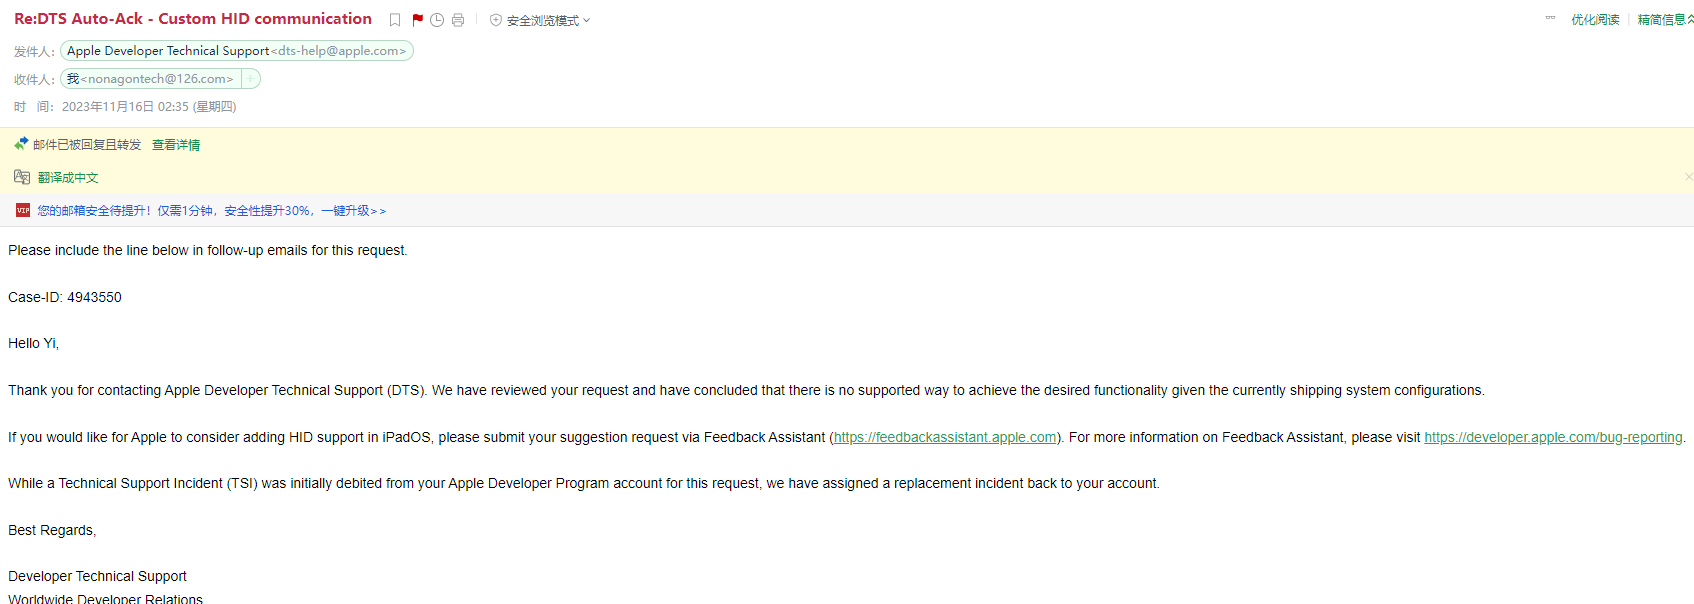 Re:DTS Auto-Ack - Custom HID communication 安全浏览模式 优化阅读 精简信息
发件人： Apple Developer Technical Support<dts-help@apple.com>
收件人： 我<nonagontech@126.com> +
时 间： 2023年11月16日 02:35 (星期四)
邮件已被回复且转发 查看详情
翻译成中文
VIP 您的邮箱安全待提升！仅需1分钟，安全性提升30%，一键升级>>
Please include the line below in follow-up emails for this request.
Case-ID: 4943550
Hello Yi,
Thank you for contacting Apple Developer Technical Support (DTS). We have reviewed your request and have concluded that there is no supported way to achieve the desired functionality given the currently shipping system configurations.
If you would like for Apple to consider adding HID support in iPadOS, please submit your suggestion request via Feedback Assistant (https://feedbackassistant.apple.com). For more information on Feedback Assistant, please visit https://developer.apple.com/bug-reporting.
While a Technical Support Incident (TSI) was initially debited from your Apple Developer Program account for this request, we have assigned a replacement incident back to your account.
Best Regards,
Developer Technical Support
Worldwide Developer Relations